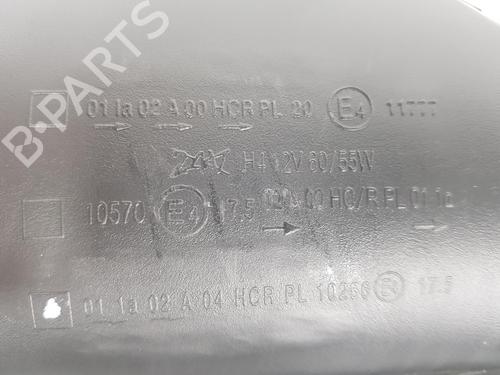 01 1a 02 A 00 HCR PL 20 E4 11777
H4 12V 60/55W
10570 E4 17.5 HC/R PL 01 1a
01 1a 02 A 04 HCR PL 10266 R 17.5
B-PARTS